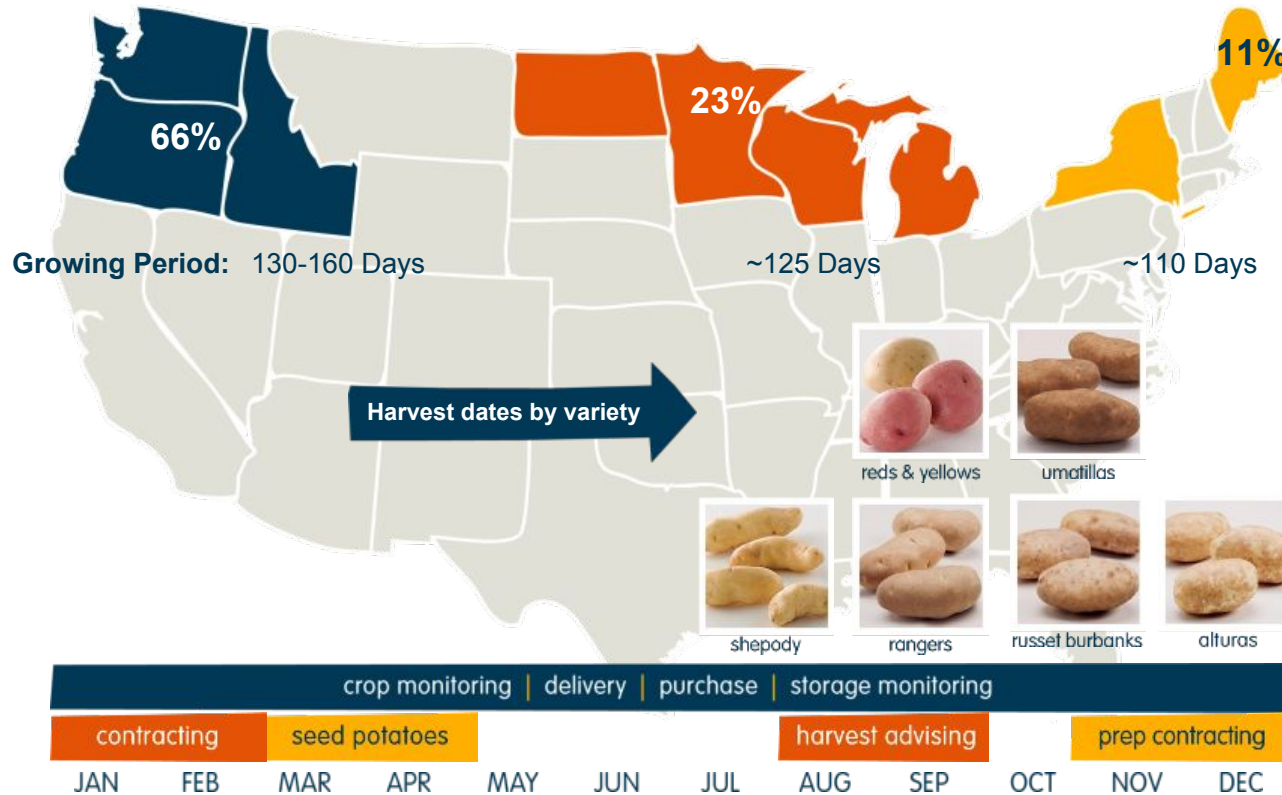 11%
23%
66%
Growing Period: 130-160 Days ~125 Days ~110 Days
Harvest dates by variety
reds & yellows umatillas
shepody rangers russet burbanks alturas
crop monitoring | delivery | purchase | storage monitoring
contracting seed potatoes harvest advising prep contracting
JAN FEB MAR APR MAY JUN JUL AUG SEP OCT NOV DEC